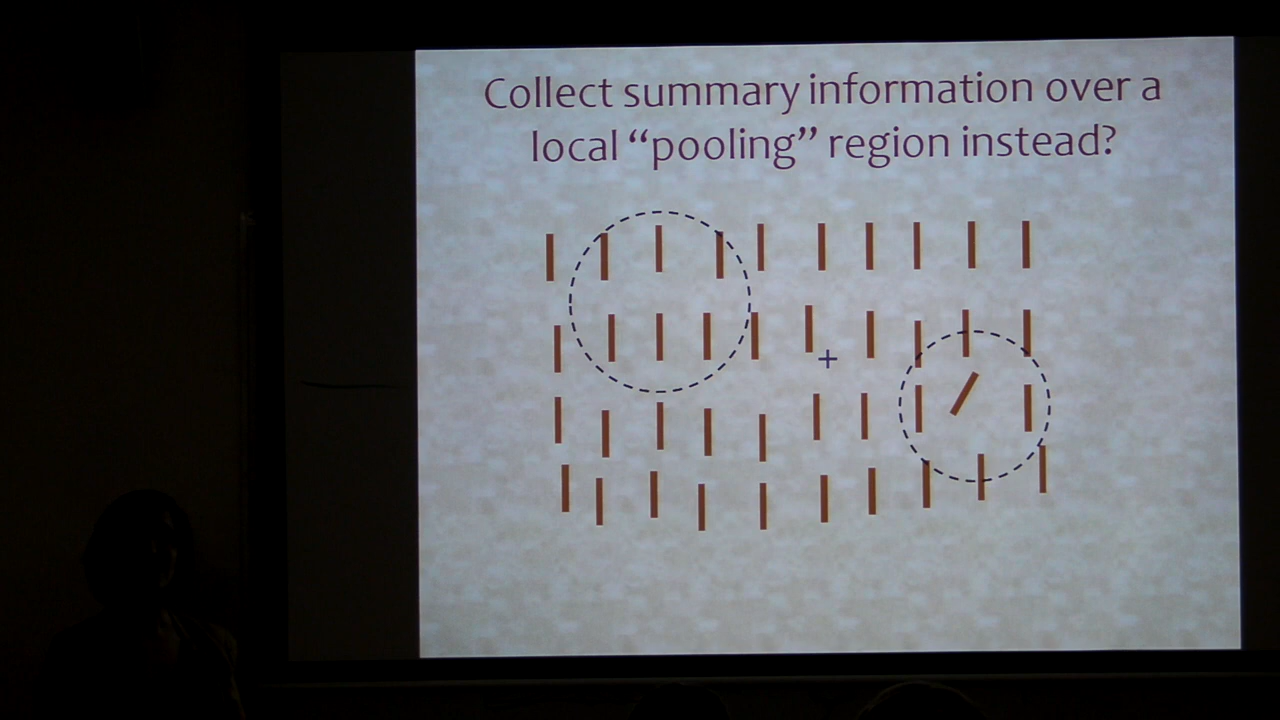 Collect summary information over a
local “pooling” region instead?